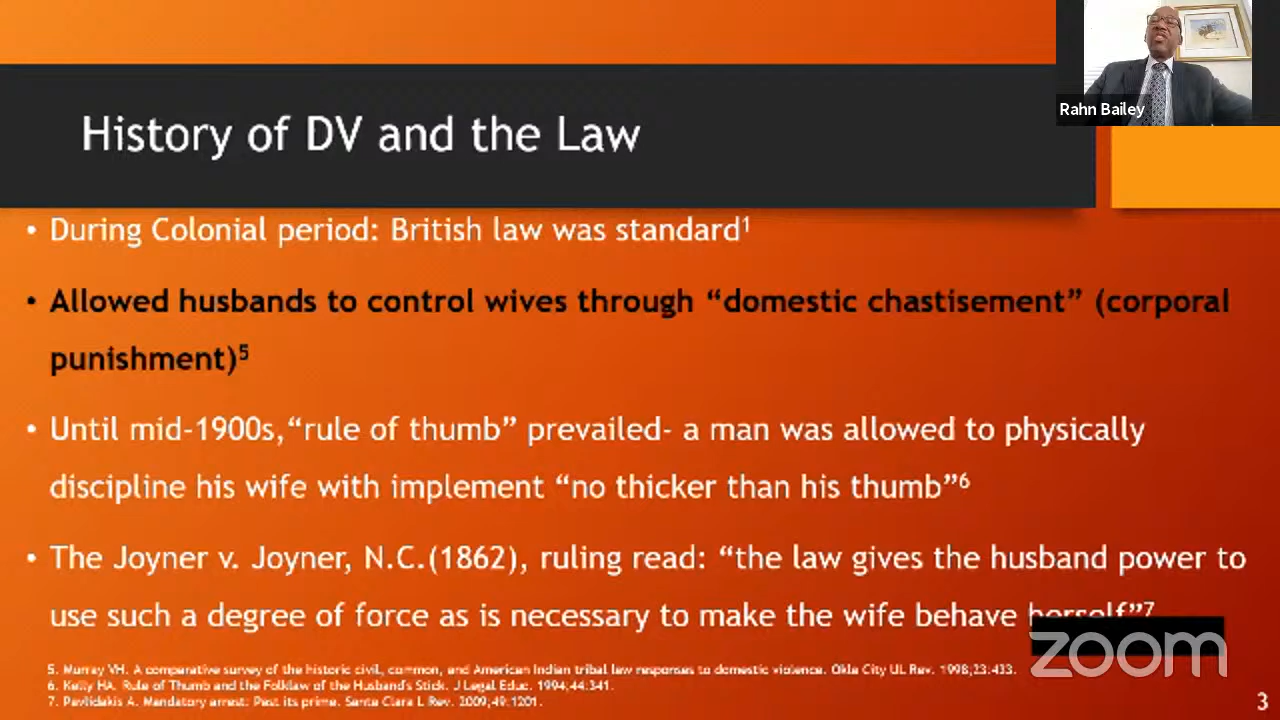 Rahn Bailey
History of DV and the Law
• During Colonial period: British law was standard¹
• Allowed husbands to control wives through “domestic chastisement” (corporal
punishment)⁵
• Until mid-1900s,“rule of thumb” prevailed- a man was allowed to physically
discipline his wife with implement “no thicker than his thumb”⁶
• The Joyner v. Joyner, N.C.(1862), ruling read: “the law gives the husband power to
use such a degree of force as is necessary to make the wife behave herself”⁷
zoom
5. Murray VH. A comparative survey of the historic civil, common, and American Indian tribal law responses to domestic violence. Okla City UL Rev. 1998;23:433.
6. Kelly HA. Rule of Thumb and the Folklaw of the Husband's Stick. J Legal Educ. 1994;44:341.
7. Pavlidakis A. Mandatory arrest: Past its prime. Santa Clara L Rev. 2009;49:1201.
3